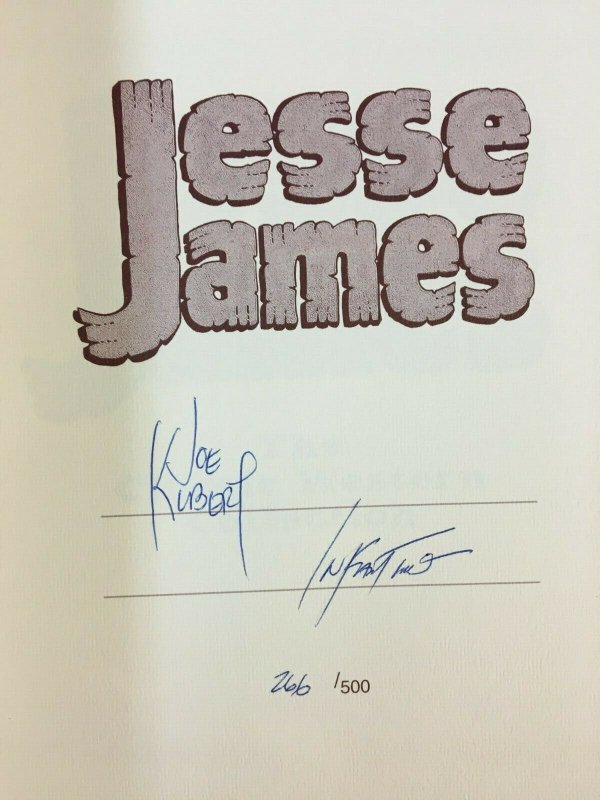 Jesse
James
JOE
KUBERT
INFANTINO
266 /500